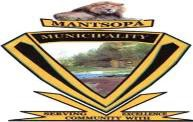 MANTSOPA
MUNICIPALITY
SERVING EXCELLENCE
COMMUNITY WITH